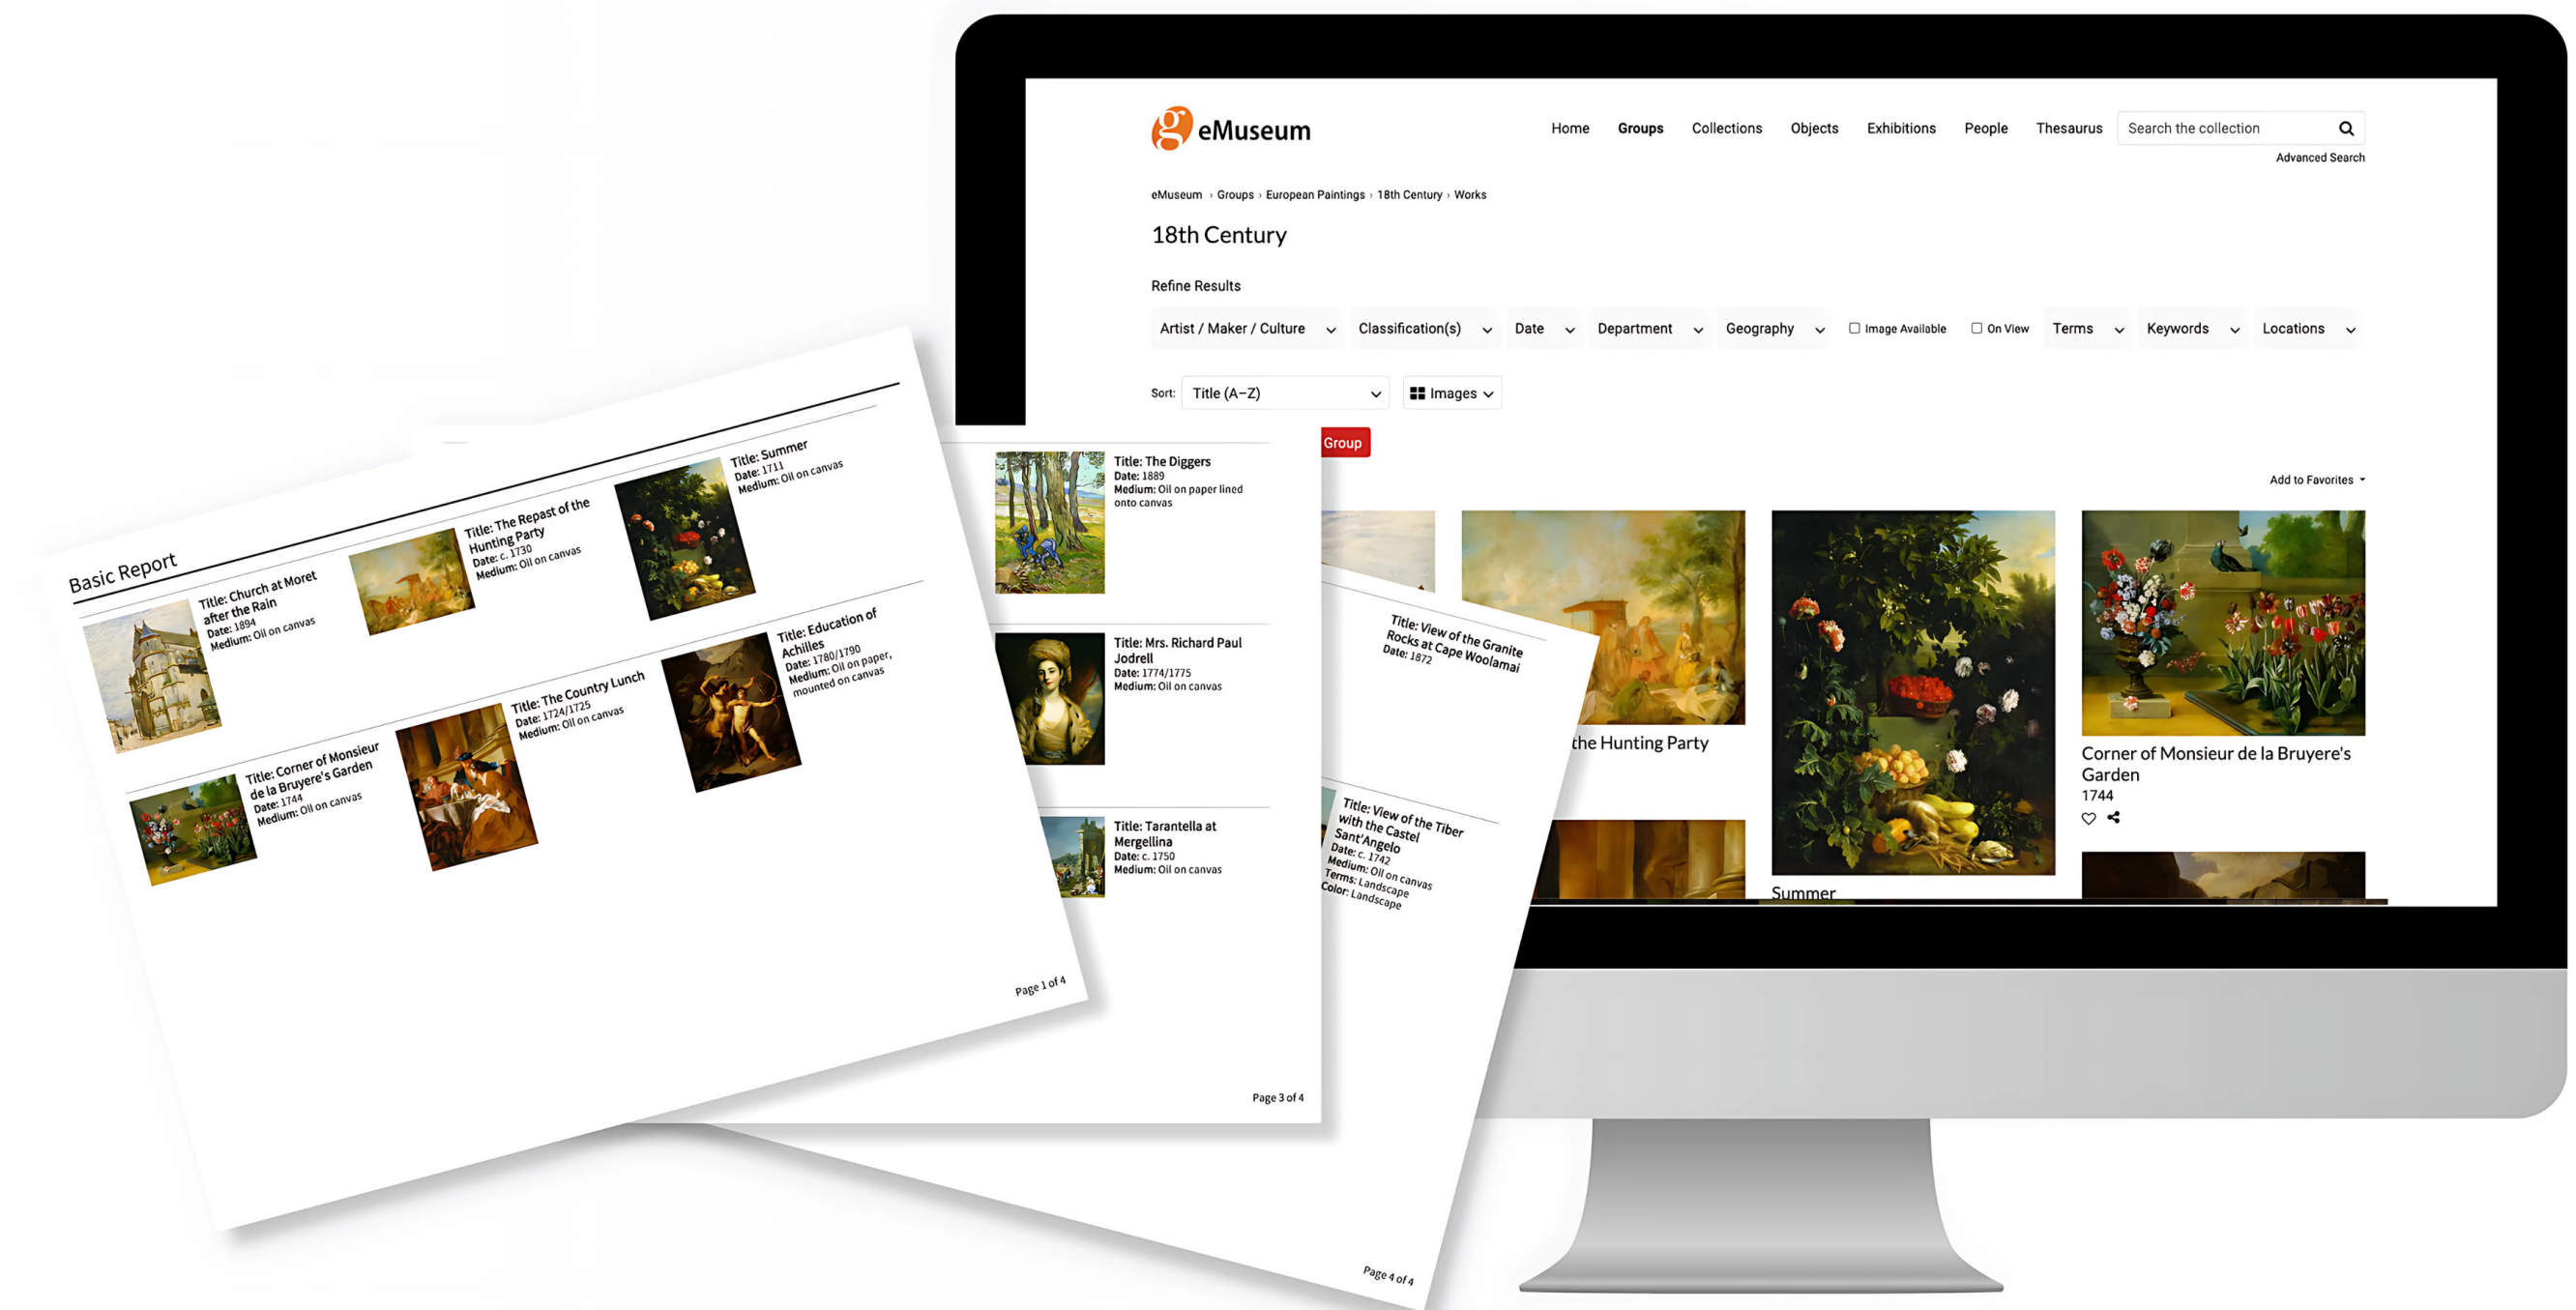 eMuseum
Home Groups Collections Objects Exhibitions People Thesaurus Search the collection
Advanced Search
eMuseum › Groups › European Paintings › 18th Century › Works
18th Century
Refine Results
Artist / Maker / Culture Classification(s) Date Department Geography Image Available On View Terms Keywords Locations
Sort: Title (A–Z) Images
Group
Add to Favorites
the Hunting Party
Summer
Corner of Monsieur de la Bruyere's
Garden
1744
Basic Report
Title: Church at Moret
after the Rain
Date: 1894
Medium: Oil on canvas
Title: The Repast of the
Hunting Party
Date: c. 1730
Medium: Oil on canvas
Title: Summer
Date: 1711
Medium: Oil on canvas
Title: Corner of Monsieur
de la Bruyere's Garden
Date: 1744
Medium: Oil on canvas
Title: The Country Lunch
Date: 1724/1725
Medium: Oil on canvas
Title: Education of
Achilles
Date: 1780/1790
Medium: Oil on paper,
mounted on canvas
Page 1 of 4
Title: The Diggers
Date: 1889
Medium: Oil on paper lined
onto canvas
Title: Mrs. Richard Paul
Jodrell
Date: 1774/1775
Medium: Oil on canvas
Title: Tarantella at
Mergellina
Date: c. 1750
Medium: Oil on canvas
Page 3 of 4
Title: View of the Granite
Rocks at Cape Woolamai
Date: 1872
Title: View of the Tiber
with the Castel
Sant'Angelo
Date: c. 1742
Medium: Oil on canvas
Terms: Landscape
Color: Landscape
Page 4 of 4